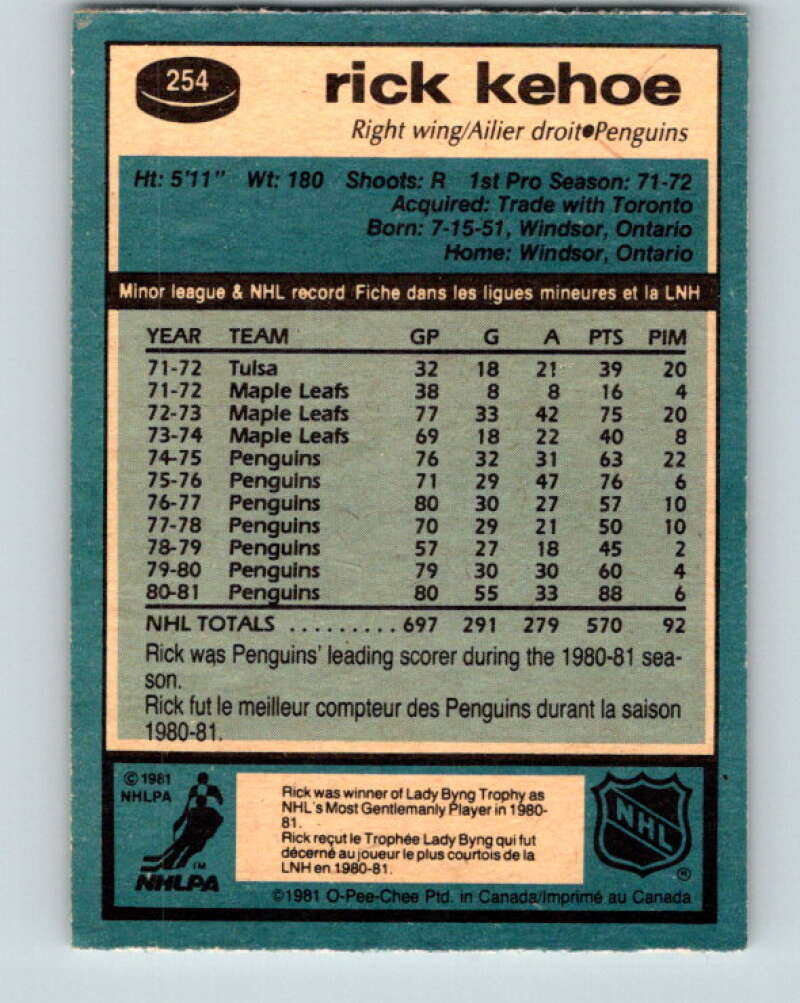 254
rick kehoe
Right wing/Ailier droit•Penguins
Ht: 5'11" Wt: 180 Shoots: R 1st Pro Season: 71-72
Acquired: Trade with Toronto
Born: 7-15-51, Windsor, Ontario
Home: Windsor, Ontario
Minor league & NHL record Fiche dans les ligues mineures et la LNH
YEAR TEAM GP G A PTS PIM
71-72 Tulsa 32 18 21 39 20
71-72 Maple Leafs 38 8 8 16 4
72-73 Maple Leafs 77 33 42 75 20
73-74 Maple Leafs 69 18 22 40 8
74-75 Penguins 76 32 31 63 22
75-76 Penguins 71 29 47 76 6
76-77 Penguins 80 30 27 57 10
77-78 Penguins 70 29 21 50 10
78-79 Penguins 57 27 18 45 2
79-80 Penguins 79 30 30 60 4
80-81 Penguins 80 55 33 88 6
NHL TOTALS ......... 697 291 279 570 92
Rick was Penguins' leading scorer during the 1980-81 sea-
son.
Rick fut le meilleur compteur des Penguins durant la saison
1980-81.
© 1981
NHLPA
TM
NHLPA
Rick was winner of Lady Byng Trophy as
NHL's Most Gentlemanly Player in 1980-
81.
Rick reçut le Trophée Lady Byng qui fut
décerné au joueur le plus courtois de la
LNH en 1980-81.
NHL
®
©1981 O-Pee-Chee Ptd. in Canada/Imprimé au Canada